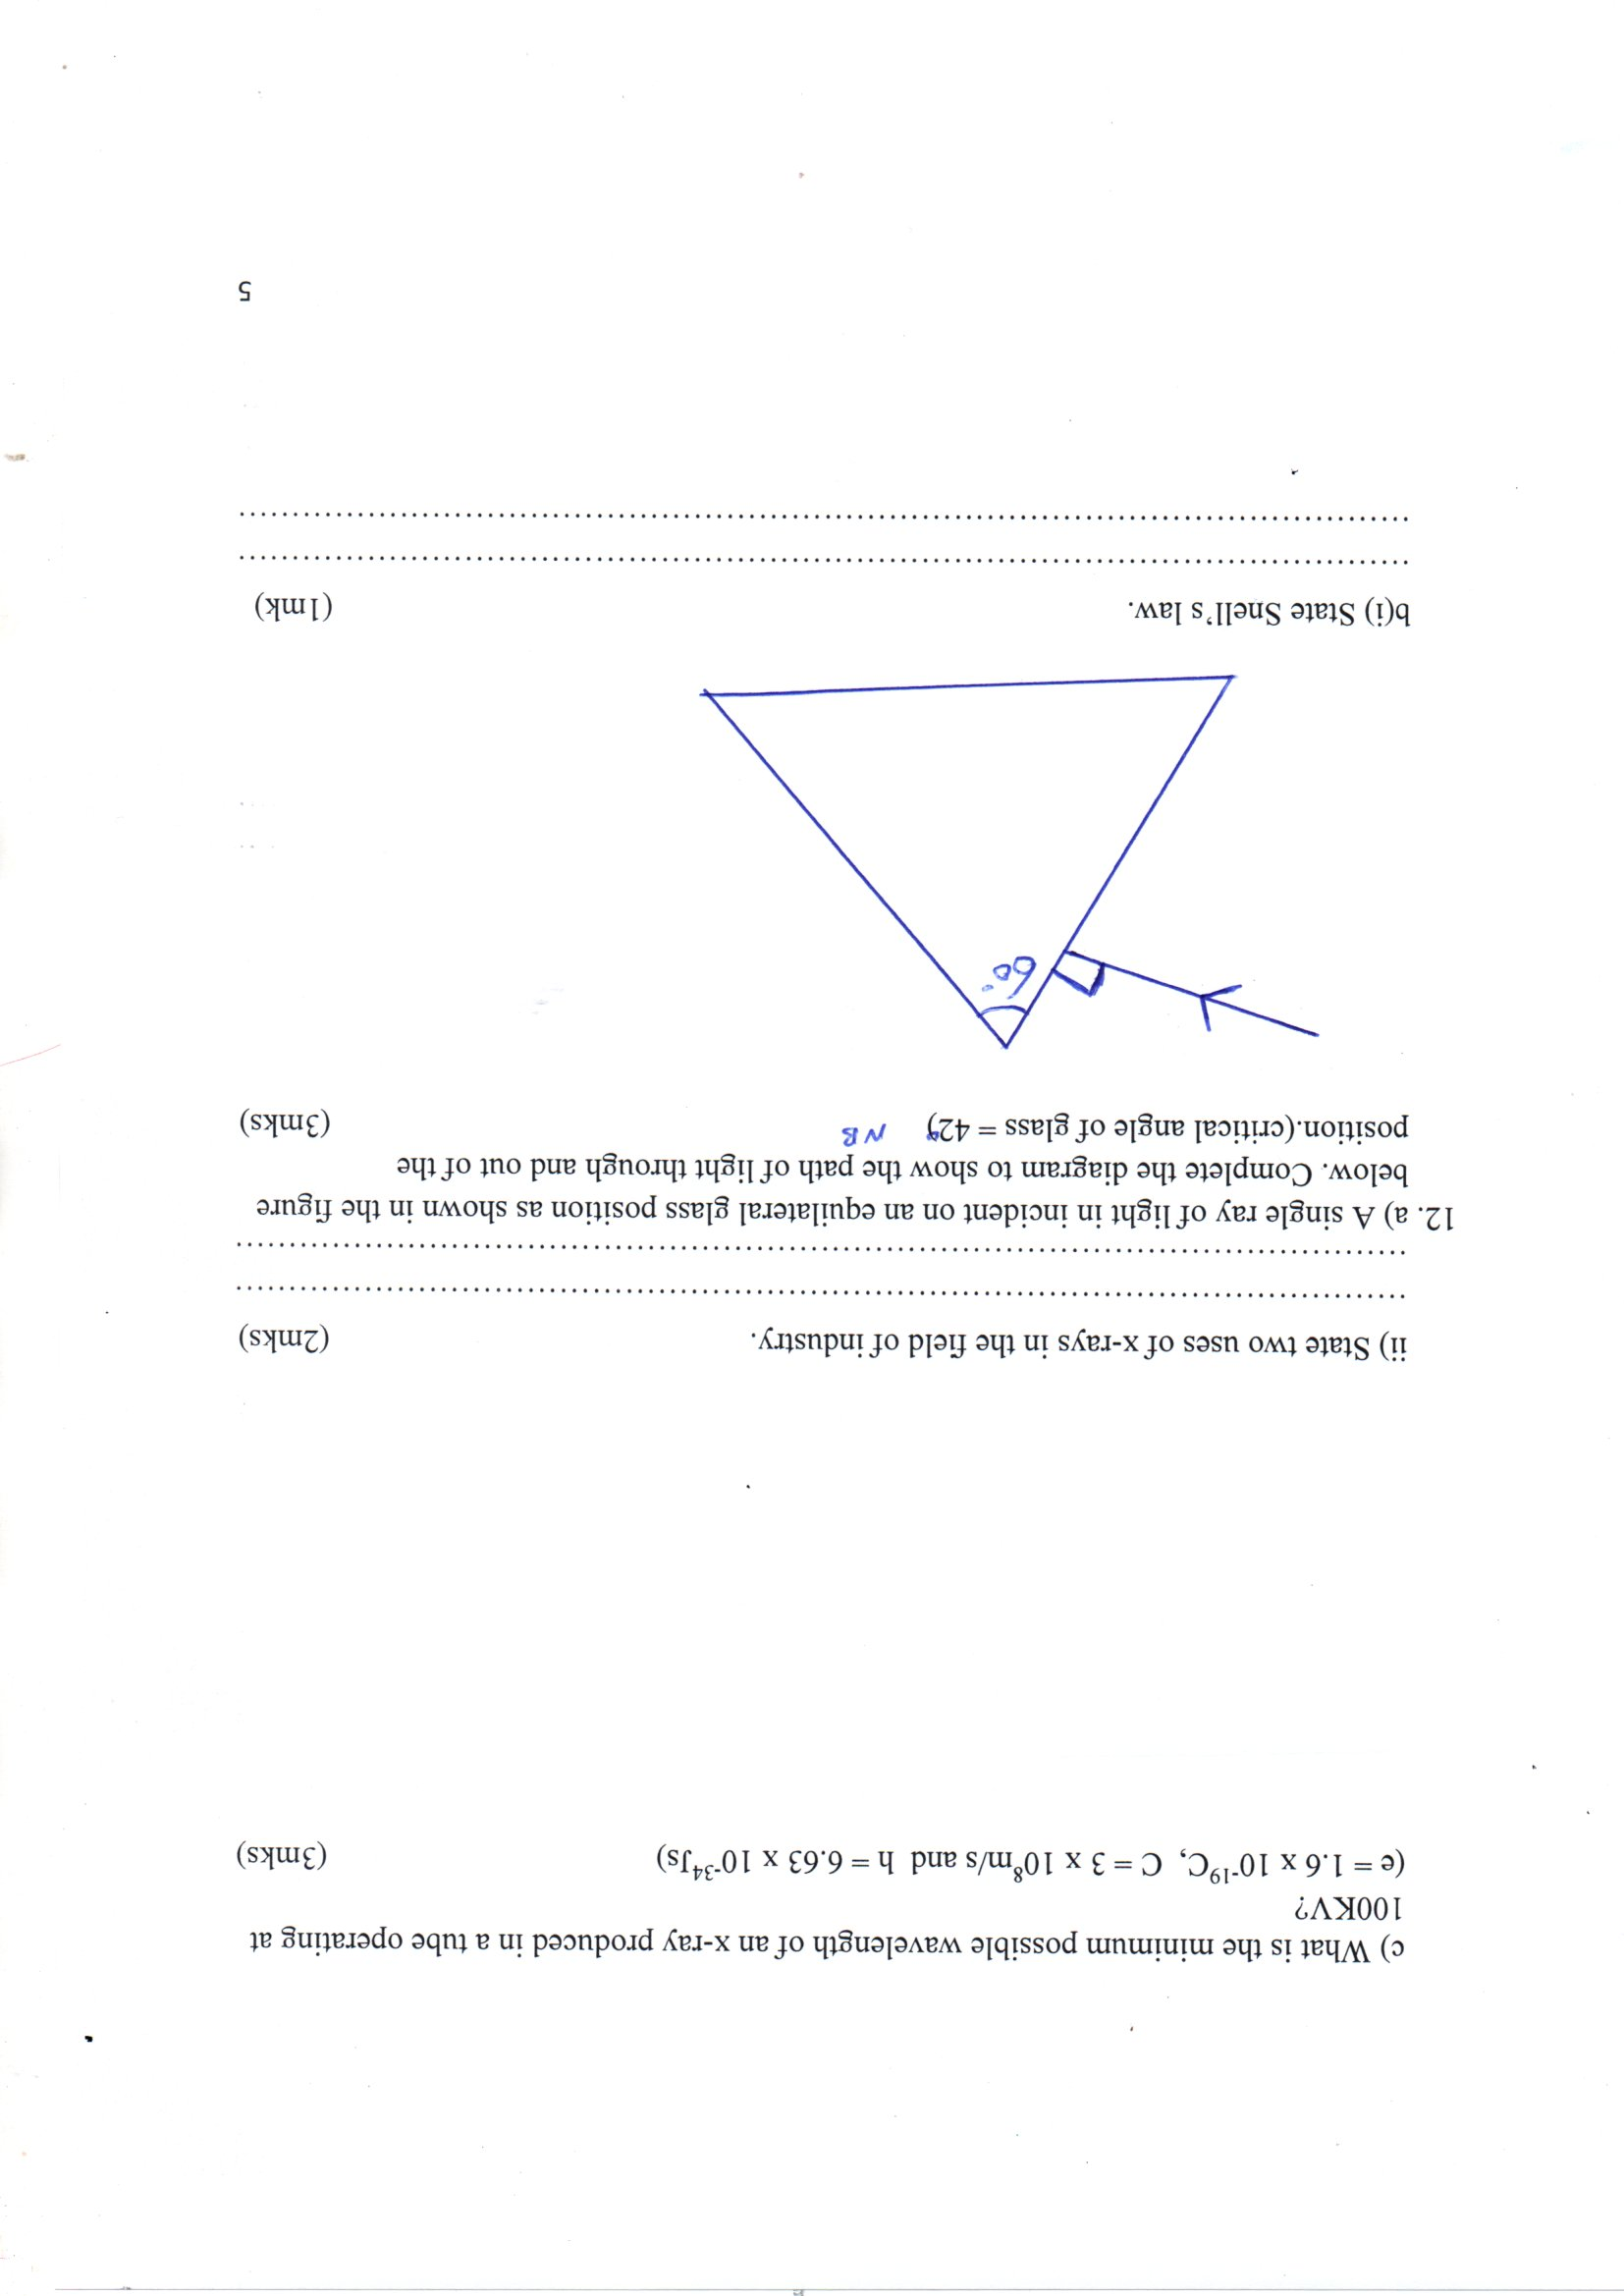 c) What is the minimum possible wavelength of an x-ray produced in a tube operating at
100KV?
(e = 1.6 x 10⁻¹⁹C, C = 3 x 10⁸m/s and h = 6.63 x 10⁻³⁴Js) (3mks)
ii) State two uses of x-rays in the field of industry. (2mks)
........................................................................................................
........................................................................................................
12. a) A single ray of light in incident on an equilateral glass position as shown in the figure
below. Complete the diagram to show the path of light through and out of the
position.(critical angle of glass = 42°) NB (3mks)
60°
b(i) State Snell's law. (1mk)
........................................................................................................
........................................................................................................
5